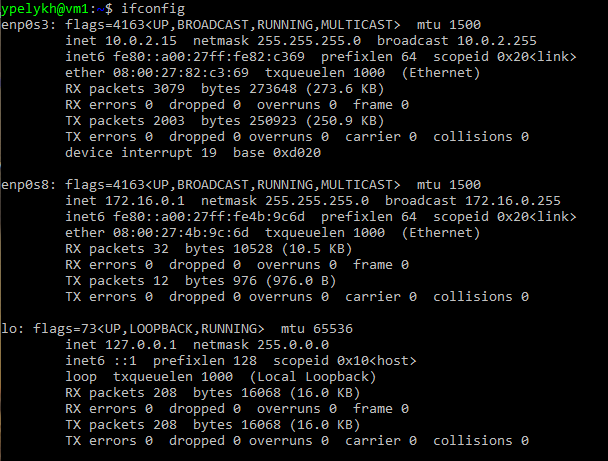 ypelykh@vm1:~$ ifconfig
enp0s3: flags=4163<UP,BROADCAST,RUNNING,MULTICAST>  mtu 1500
        inet 10.0.2.15  netmask 255.255.255.0  broadcast 10.0.2.255
        inet6 fe80::a00:27ff:fe82:c369  prefixlen 64  scopeid 0x20<link>
        ether 08:00:27:82:c3:69  txqueuelen 1000  (Ethernet)
        RX packets 3079  bytes 273648 (273.6 KB)
        RX errors 0  dropped 0  overruns 0  frame 0
        TX packets 2003  bytes 250923 (250.9 KB)
        TX errors 0  dropped 0 overruns 0  carrier 0  collisions 0
        device interrupt 19  base 0xd020

enp0s8: flags=4163<UP,BROADCAST,RUNNING,MULTICAST>  mtu 1500
        inet 172.16.0.1  netmask 255.255.255.0  broadcast 172.16.0.255
        inet6 fe80::a00:27ff:fe4b:9c6d  prefixlen 64  scopeid 0x20<link>
        ether 08:00:27:4b:9c:6d  txqueuelen 1000  (Ethernet)
        RX packets 32  bytes 10528 (10.5 KB)
        RX errors 0  dropped 0  overruns 0  frame 0
        TX packets 12  bytes 976 (976.0 B)
        TX errors 0  dropped 0 overruns 0  carrier 0  collisions 0

lo: flags=73<UP,LOOPBACK,RUNNING>  mtu 65536
        inet 127.0.0.1  netmask 255.0.0.0
        inet6 ::1  prefixlen 128  scopeid 0x10<host>
        loop  txqueuelen 1000  (Local Loopback)
        RX packets 208  bytes 16068 (16.0 KB)
        RX errors 0  dropped 0  overruns 0  frame 0
        TX packets 208  bytes 16068 (16.0 KB)
        TX errors 0  dropped 0 overruns 0  carrier 0  collisions 0